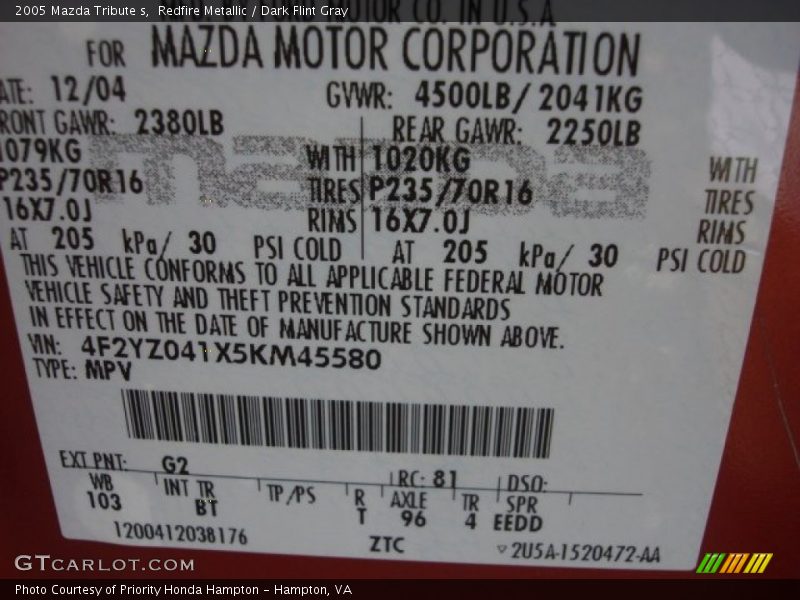 2005 Mazda Tribute s,  Redfire Metallic / Dark Flint Gray
MOTOR CO. IN U.S.A
FOR MAZDA MOTOR CORPORATION
ATE: 12/04 GVWR: 4500LB/ 2041KG
RONT GAWR: 2380LB REAR GAWR: 2250LB
1079KG WITH 1020KG WITH
P235/70R16 TIRES P235/70R16 TIRES
16X7.0J RIMS 16X7.0J RIMS
AT 205 kPa/ 30 PSI COLD AT 205 kPa/ 30 PSI COLD
mazda
THIS VEHICLE CONFORMS TO ALL APPLICABLE FEDERAL MOTOR
VEHICLE SAFETY AND THEFT PREVENTION STANDARDS
IN EFFECT ON THE DATE OF MANUFACTURE SHOWN ABOVE.
VIN: 4F2YZ041X5KM45580
TYPE: MPV
EXT PNT: G2 RC: 81 DSO:
WB INT TR TP/PS R AXLE TR SPR
103 BT T 96 4 EEDD
1200412038176 ZTC 2U5A-1520472-AA
GTCARLOT.COM
Photo Courtesy of Priority Honda Hampton - Hampton, VA